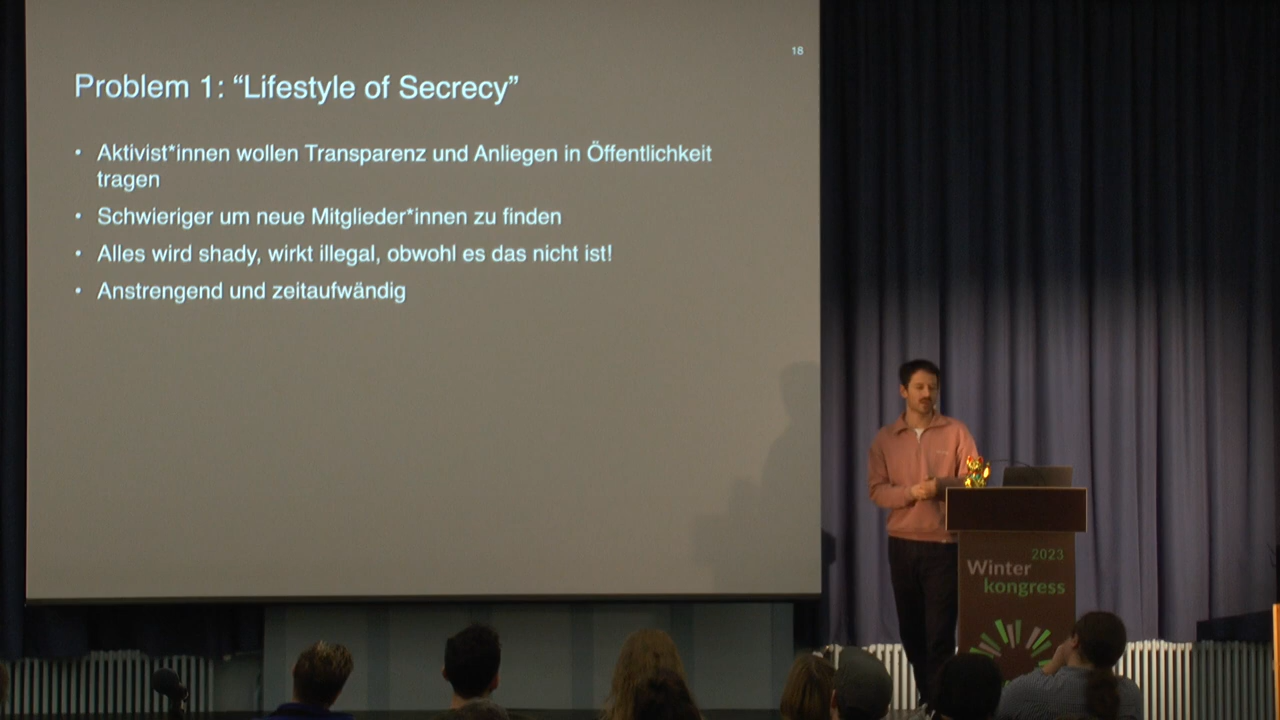 18
Problem 1: “Lifestyle of Secrecy”
• Aktivist*innen wollen Transparenz und Anliegen in Öffentlichkeit
tragen
• Schwieriger um neue Mitglieder*innen zu finden
• Alles wird shady, wirkt illegal, obwohl es das nicht ist!
• Anstrengend und zeitaufwändig
2023
Winter
kongress